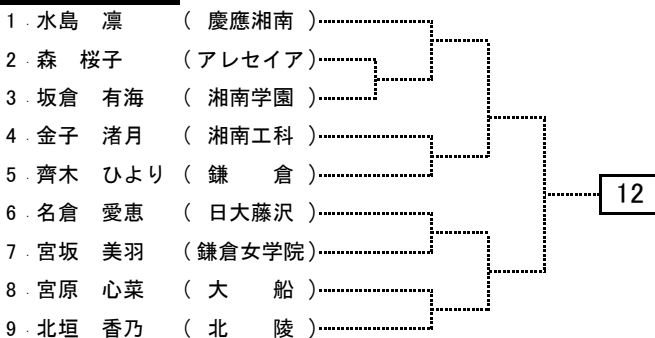 1 . 水島　凛　（ 慶應湘南 ）
2 . 森　桜子　（アレセイア）
3 . 坂倉　有海　（ 湘南学園 ）
4 . 金子　渚月　（ 湘南工科 ）
5 . 齊木　ひより（ 鎌　　倉 ）
6 . 名倉　愛恵　（ 日大藤沢 ）
7 . 宮坂　美羽　（鎌倉女学院）
8 . 宮原　心菜　（ 大　　船 ）
9 . 北垣　香乃　（ 北　　陵 ）
12